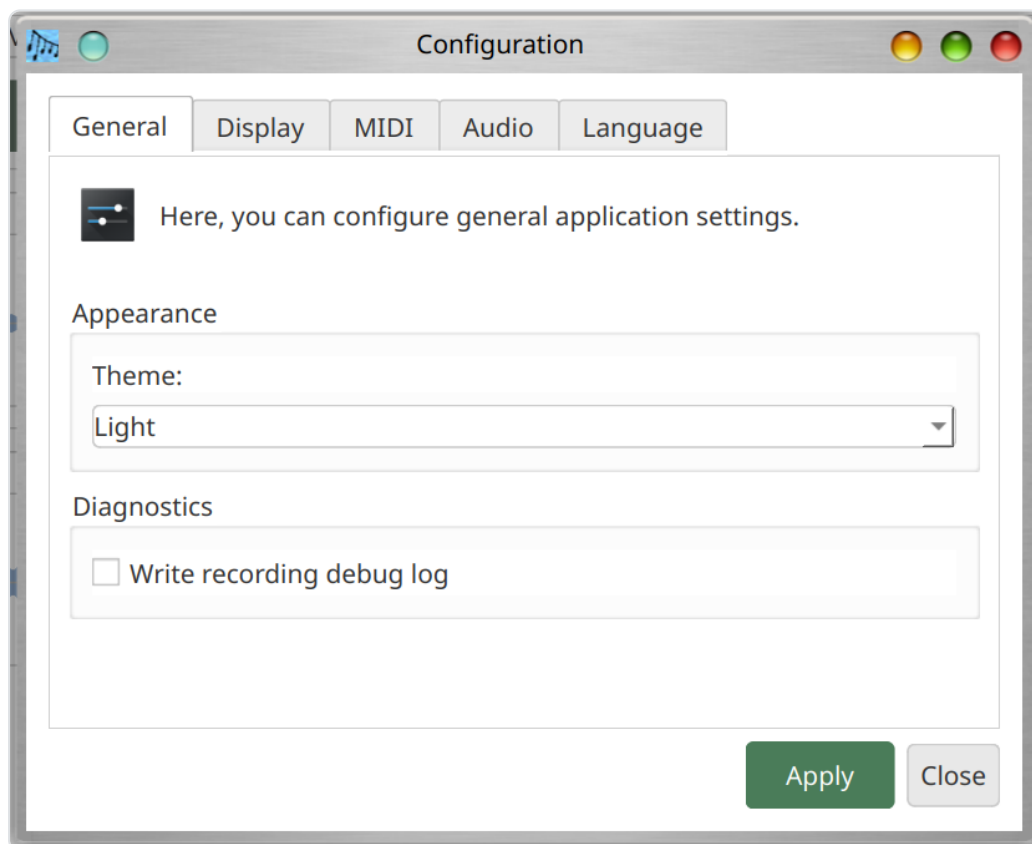 Configuration
General Display MIDI Audio Language
Here, you can configure general application settings.
Appearance
Theme:
Light
Diagnostics
Write recording debug log
Apply Close